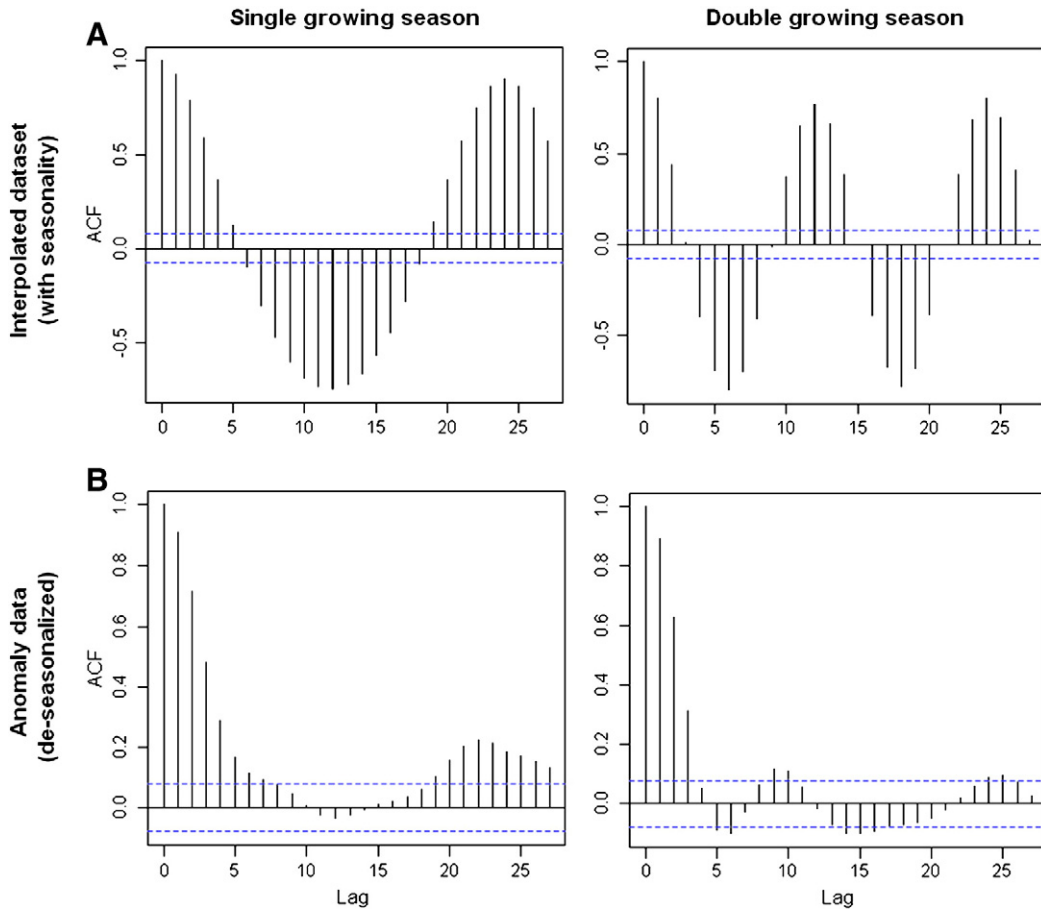 Single growing season
Double growing season
A
Interpolated dataset
(with seasonality)
ACF
1.0
0.5
0.0
-0.5
0 5 10 15 20 25
1.0
0.5
0.0
-0.5
0 5 10 15 20 25
B
Anomaly data
(de-seasonalized)
ACF
1.0
0.8
0.6
0.4
0.2
0.0
0 5 10 15 20 25
Lag
1.0
0.8
0.6
0.4
0.2
0.0
0 5 10 15 20 25
Lag